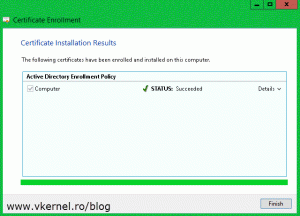 Certificate Enrollment
Certificate Installation Results
The following certificates have been enrolled and installed on this computer.
Active Directory Enrollment Policy
Computer STATUS: Succeeded Details
www.vkernel.ro/blog
Finish